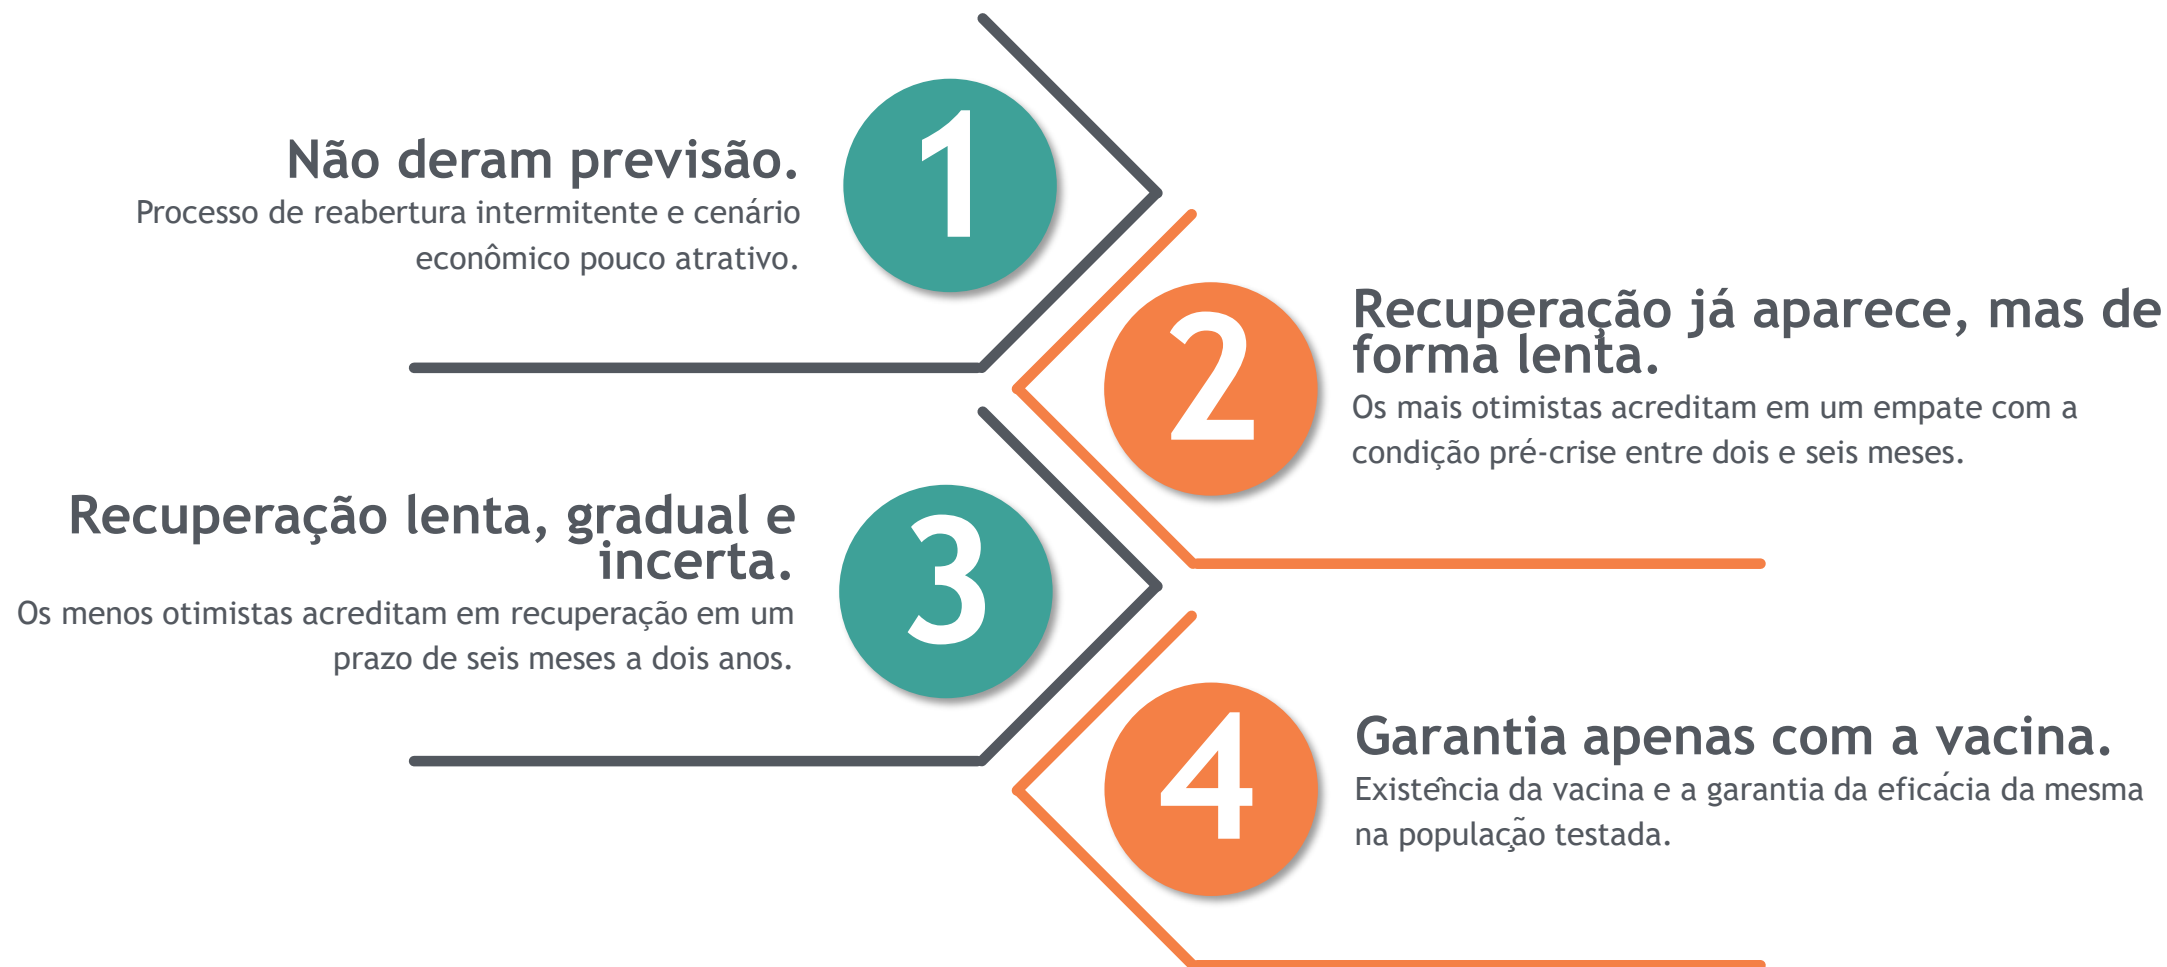 1
Não deram previsão.
Processo de reabertura intermitente e cenário
econômico pouco atrativo.
2
Recuperação já aparece, mas de
forma lenta.
Os mais otimistas acreditam em um empate com a
condição pré-crise entre dois e seis meses.
3
Recuperação lenta, gradual e
incerta.
Os menos otimistas acreditam em recuperação em um
prazo de seis meses a dois anos.
4
Garantia apenas com a vacina.
Existência da vacina e a garantia da eficácia da mesma
na população testada.